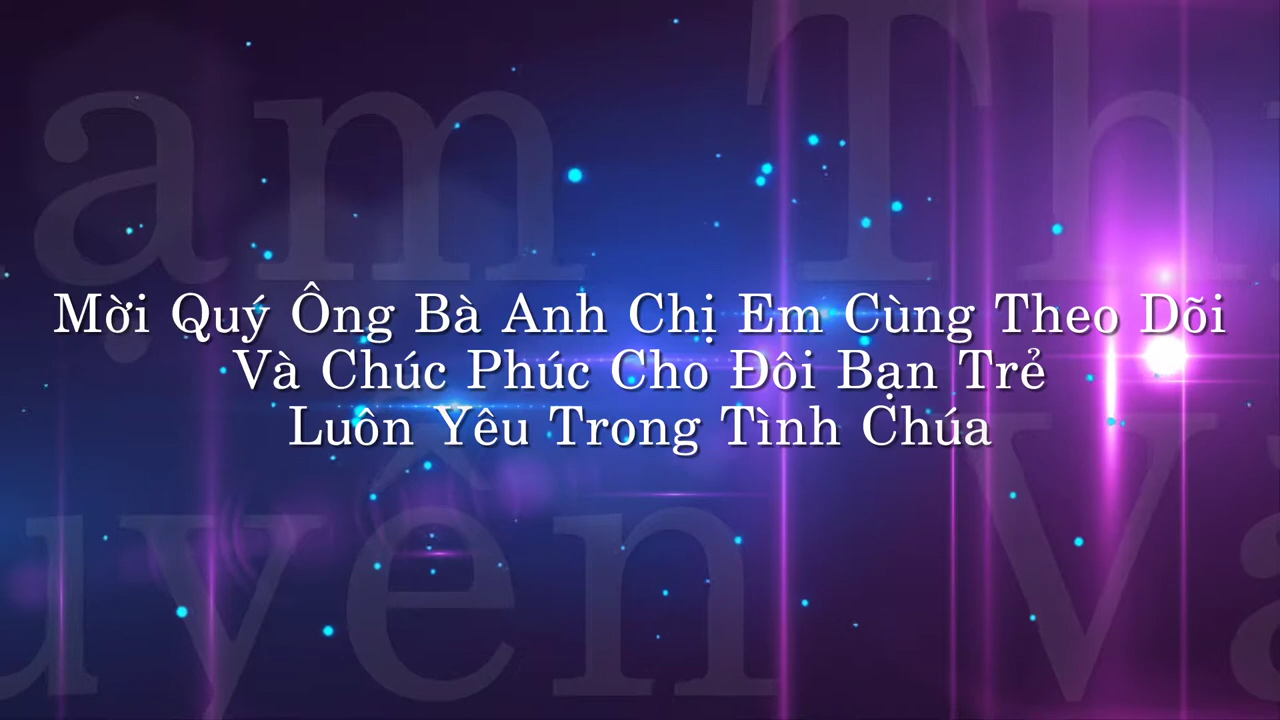 Mời Quý Ông Bà Anh Chị Em Cùng Theo Dõi
Và Chúc Phúc Cho Đôi Bạn Trẻ
Luôn Yêu Trong Tình Chúa